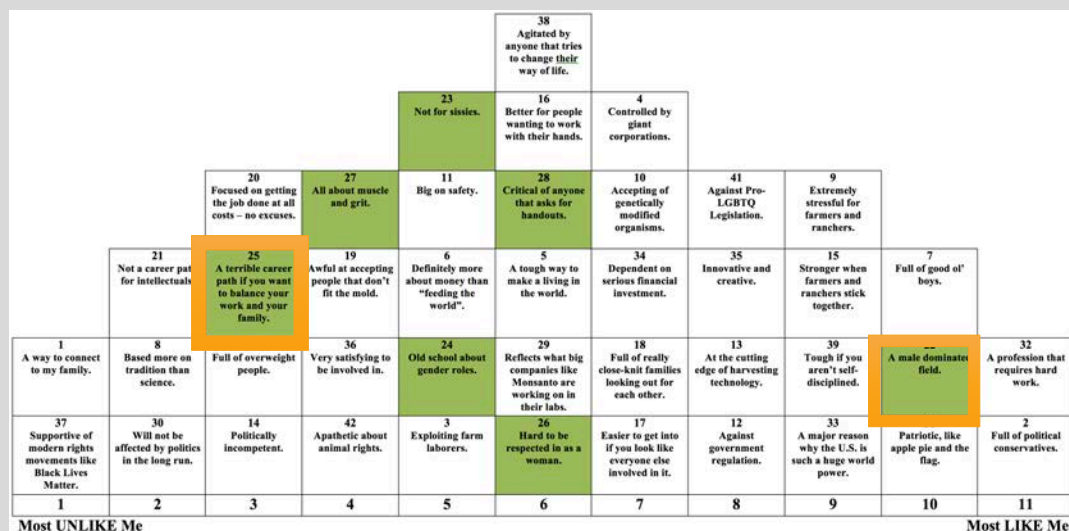 38
Agitated by
anyone that tries
to change their
way of life.
23
Not for sissies.
16
Better for people
wanting to work
with their hands.
4
Controlled by
giant
corporations.
20
Focused on getting
the job done at all
costs – no excuses.
27
All about muscle
and grit.
11
Big on safety.
28
Critical of anyone
that asks for
handouts.
10
Accepting of
genetically
modified
organisms.
41
Against Pro-
LGBTQ
Legislation.
9
Extremely
stressful for
farmers and
ranchers.
21
Not a career pat
for intellectuals
25
A terrible career
path if you want
to balance your
work and your
family.
19
Awful at accepting
people that don't
fit the mold.
6
Definitely more
about money than
"feeding the
world".
5
A tough way to
make a living in
the world.
34
Dependent on
serious financial
investment.
35
Innovative and
creative.
15
Stronger when
farmers and
ranchers stick
together.
7
Full of good ol'
boys.
1
A way to connect
to my family.
8
Based more on
tradition than
science.
Full of overweight
people.
36
Very satisfying to
be involved in.
24
Old school about
gender roles.
29
Reflects what big
companies like
Monsanto are
working on in
their labs.
18
Full of really
close-knit families
looking out for
each other.
13
At the cutting
edge of harvesting
technology.
39
Tough if you
aren't self-
disciplined.
A male dominate
field.
32
A profession that
requires hard
work.
37
Supportive of
modern rights
movements like
Black Lives
Matter.
30
Will not be
affected by politics
in the long run.
14
Politically
incompetent.
42
Apathetic about
animal rights.
3
Exploiting farm
laborers.
26
Hard to be
respected in as a
woman.
17
Easier to get into
if you look like
everyone else
involved in it.
12
Against
government
regulation.
33
A major reason
why the U.S. is
such a huge world
power.
Patriotic, like
apple pie and the
flag.
2
Full of political
conservatives.
1 2 3 4 5 6 7 8 9 10 11
Most UNLIKE Me Most LIKE Me